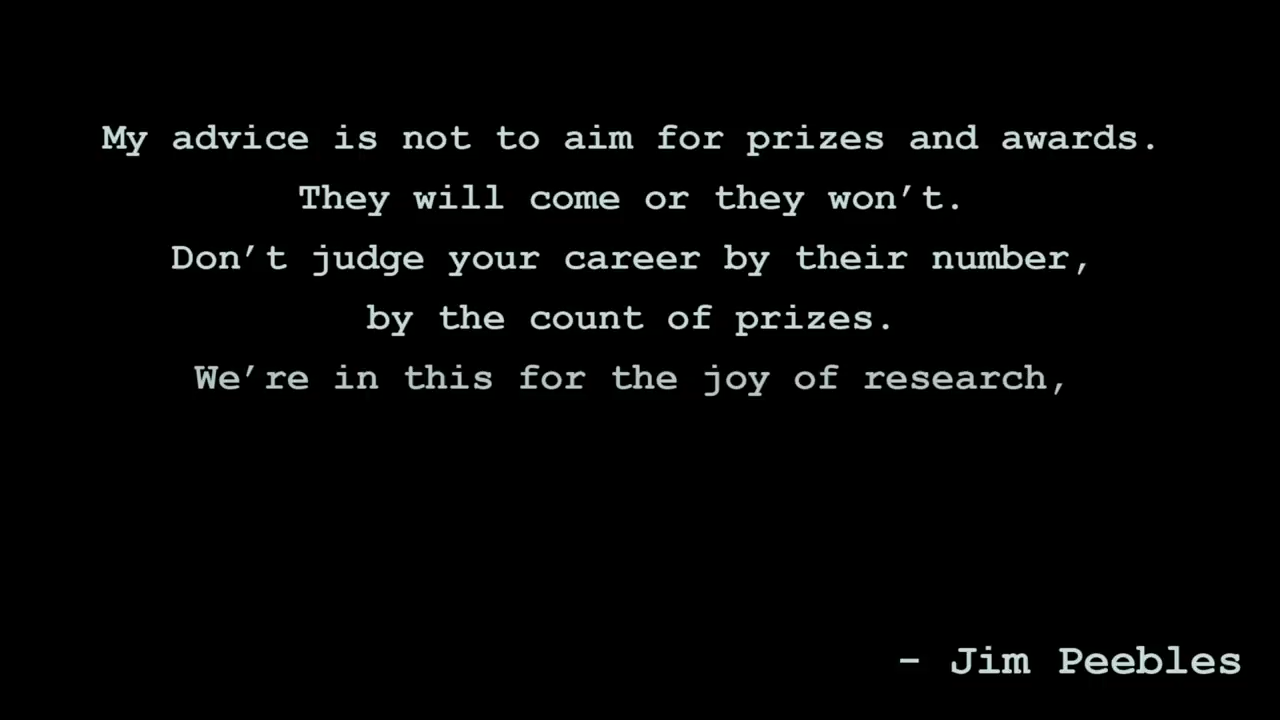 My advice is not to aim for prizes and awards.
They will come or they won’t.
Don’t judge your career by their number,
by the count of prizes.
We’re in this for the joy of research,
- Jim Peebles